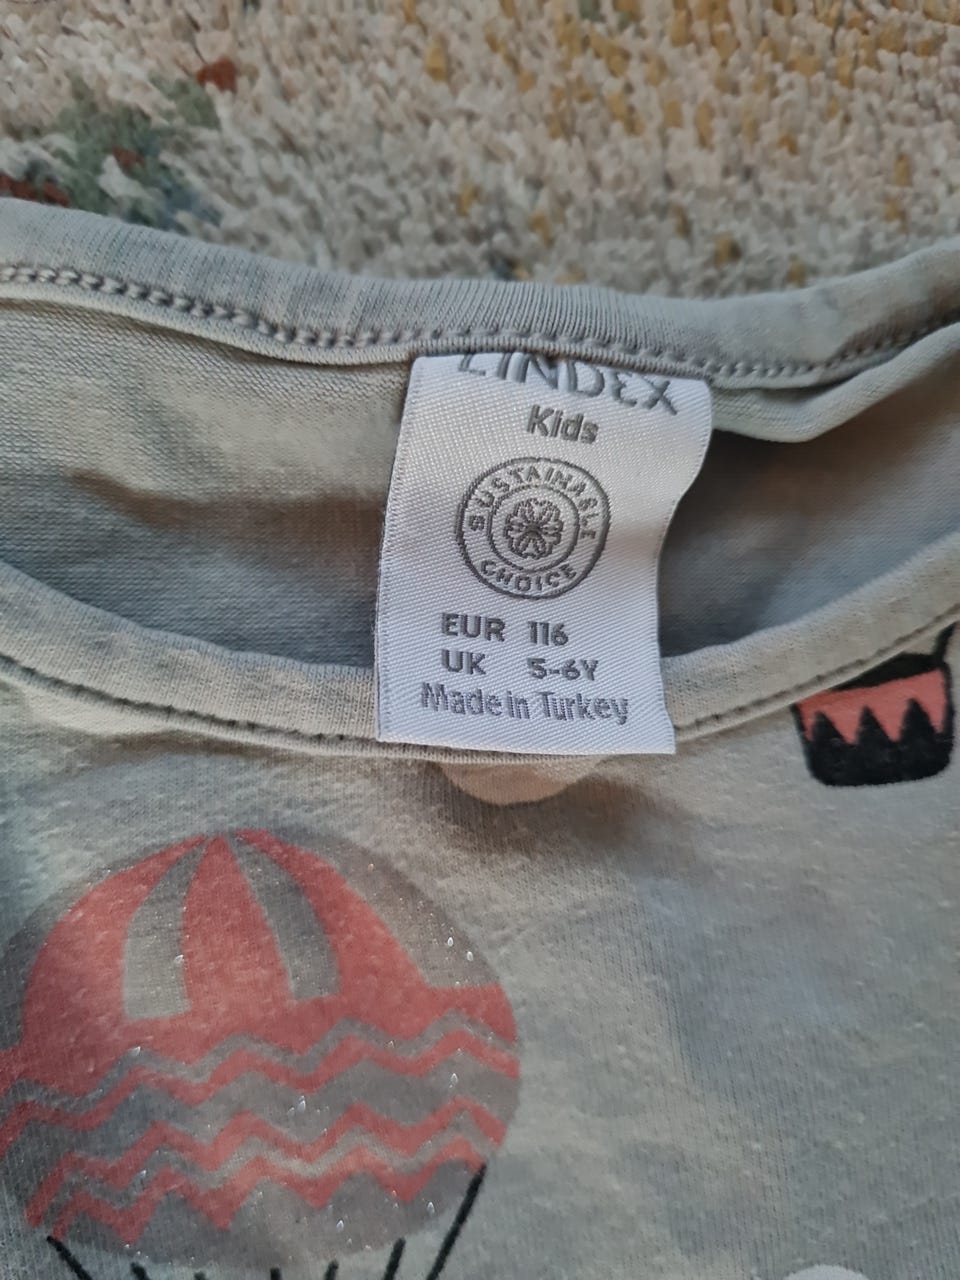 LINDEX
Kids
SUSTAINABLE
CHOICE
EUR 116
UK 5-6Y
Made in Turkey